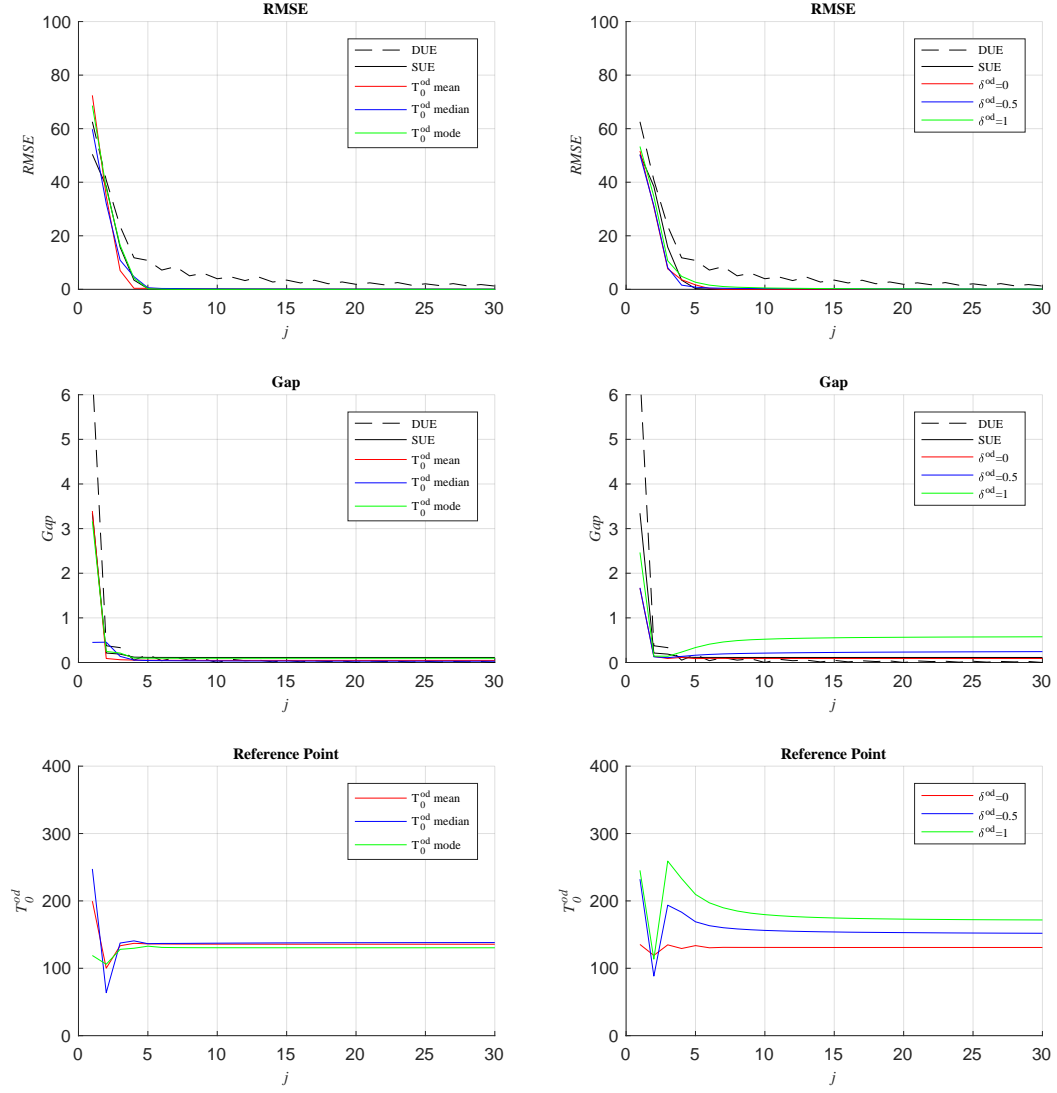 RMSE
100
80
60
40
20
0
RMSE
DUE
SUE
T₀ᵒᵈ mean
T₀ᵒᵈ median
T₀ᵒᵈ mode
0 5 10 15 20 25 30
j
RMSE
100
80
60
40
20
0
RMSE
DUE
SUE
δᵒᵈ=0
δᵒᵈ=0.5
δᵒᵈ=1
0 5 10 15 20 25 30
j
Gap
6
5
4
3
2
1
0
Gap
DUE
SUE
T₀ᵒᵈ mean
T₀ᵒᵈ median
T₀ᵒᵈ mode
0 5 10 15 20 25 30
j
Gap
6
5
4
3
2
1
0
Gap
DUE
SUE
δᵒᵈ=0
δᵒᵈ=0.5
δᵒᵈ=1
0 5 10 15 20 25 30
j
Reference Point
400
300
200
100
0
T₀ᵒᵈ
T₀ᵒᵈ mean
T₀ᵒᵈ median
T₀ᵒᵈ mode
0 5 10 15 20 25 30
j
Reference Point
400
300
200
100
0
T₀ᵒᵈ
δᵒᵈ=0
δᵒᵈ=0.5
δᵒᵈ=1
0 5 10 15 20 25 30
j